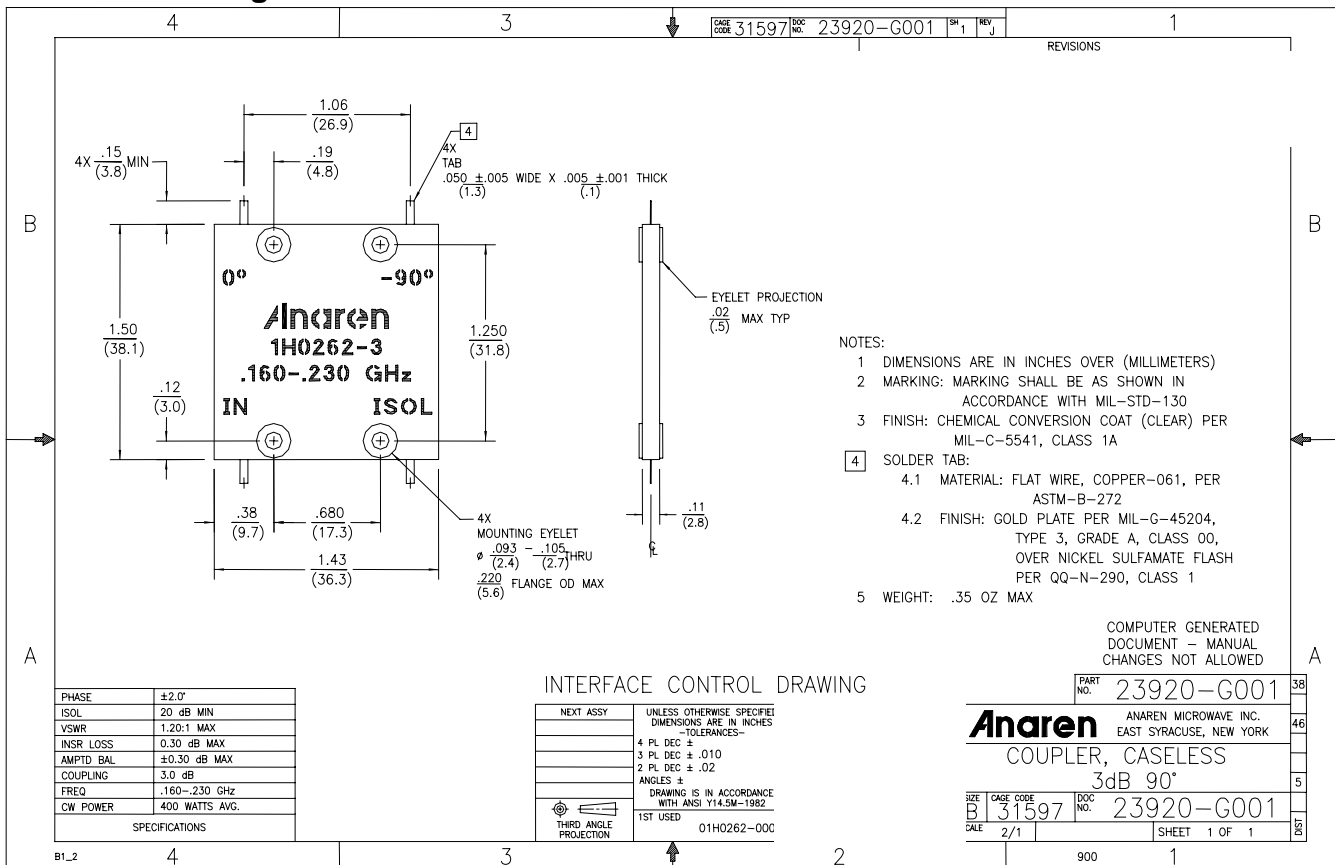 4
3
CAGE CODE 31597 DOC NO. 23920-G001 SH 1 REV J
1
REVISIONS
1.06
(26.9)
4X .15 MIN
(3.8)
.19
(4.8)
4
4X
TAB
.050 ±.005 WIDE X .005 ±.001 THICK
(1.3) (.1)
B
B
0° -90°
Anaren
1H0262-3
.160-.230 GHz
IN ISOL
1.50
(38.1)
.12
(3.0)
1.250
(31.8)
EYELET PROJECTION
.02 MAX TYP
(.5)
.38
(9.7)
.680
(17.3)
1.43
(36.3)
4X
MOUNTING EYELET
ø .093 - .105 THRU
(2.4) (2.7)
.220 FLANGE OD MAX
(5.6)
.11
(2.8)
℄
NOTES:
1 DIMENSIONS ARE IN INCHES OVER (MILLIMETERS)
2 MARKING: MARKING SHALL BE AS SHOWN IN
ACCORDANCE WITH MIL-STD-130
3 FINISH: CHEMICAL CONVERSION COAT (CLEAR) PER
MIL-C-5541, CLASS 1A
4 SOLDER TAB:
4.1 MATERIAL: FLAT WIRE, COPPER-061, PER
ASTM-B-272
4.2 FINISH: GOLD PLATE PER MIL-G-45204,
TYPE 3, GRADE A, CLASS 00,
OVER NICKEL SULFAMATE FLASH
PER QQ-N-290, CLASS 1
5 WEIGHT: .35 OZ MAX
COMPUTER GENERATED
DOCUMENT - MANUAL
CHANGES NOT ALLOWED
A
A
PHASE ±2.0°
ISOL 20 dB MIN
VSWR 1.20:1 MAX
INSR LOSS 0.30 dB MAX
AMPTD BAL ±0.30 dB MAX
COUPLING 3.0 dB
FREQ .160-.230 GHz
CW POWER 400 WATTS AVG.
SPECIFICATIONS
INTERFACE CONTROL DRAWING
NEXT ASSY
THIRD ANGLE
PROJECTION
UNLESS OTHERWISE SPECIFIED
DIMENSIONS ARE IN INCHES
-TOLERANCES-
4 PL DEC ±
3 PL DEC ± .010
2 PL DEC ± .02
ANGLES ±
DRAWING IS IN ACCORDANCE
WITH ANSI Y14.5M-1982
1ST USED
01H0262-000
PART NO. 23920-G001
38
Anaren
ANAREN MICROWAVE INC.
EAST SYRACUSE, NEW YORK
46
COUPLER, CASELESS
3dB 90°
5
SIZE B CAGE CODE 31597 DOC NO. 23920-G001
SCALE 2/1 SHEET 1 OF 1
DIST
B1_2
4
3
2
900
1